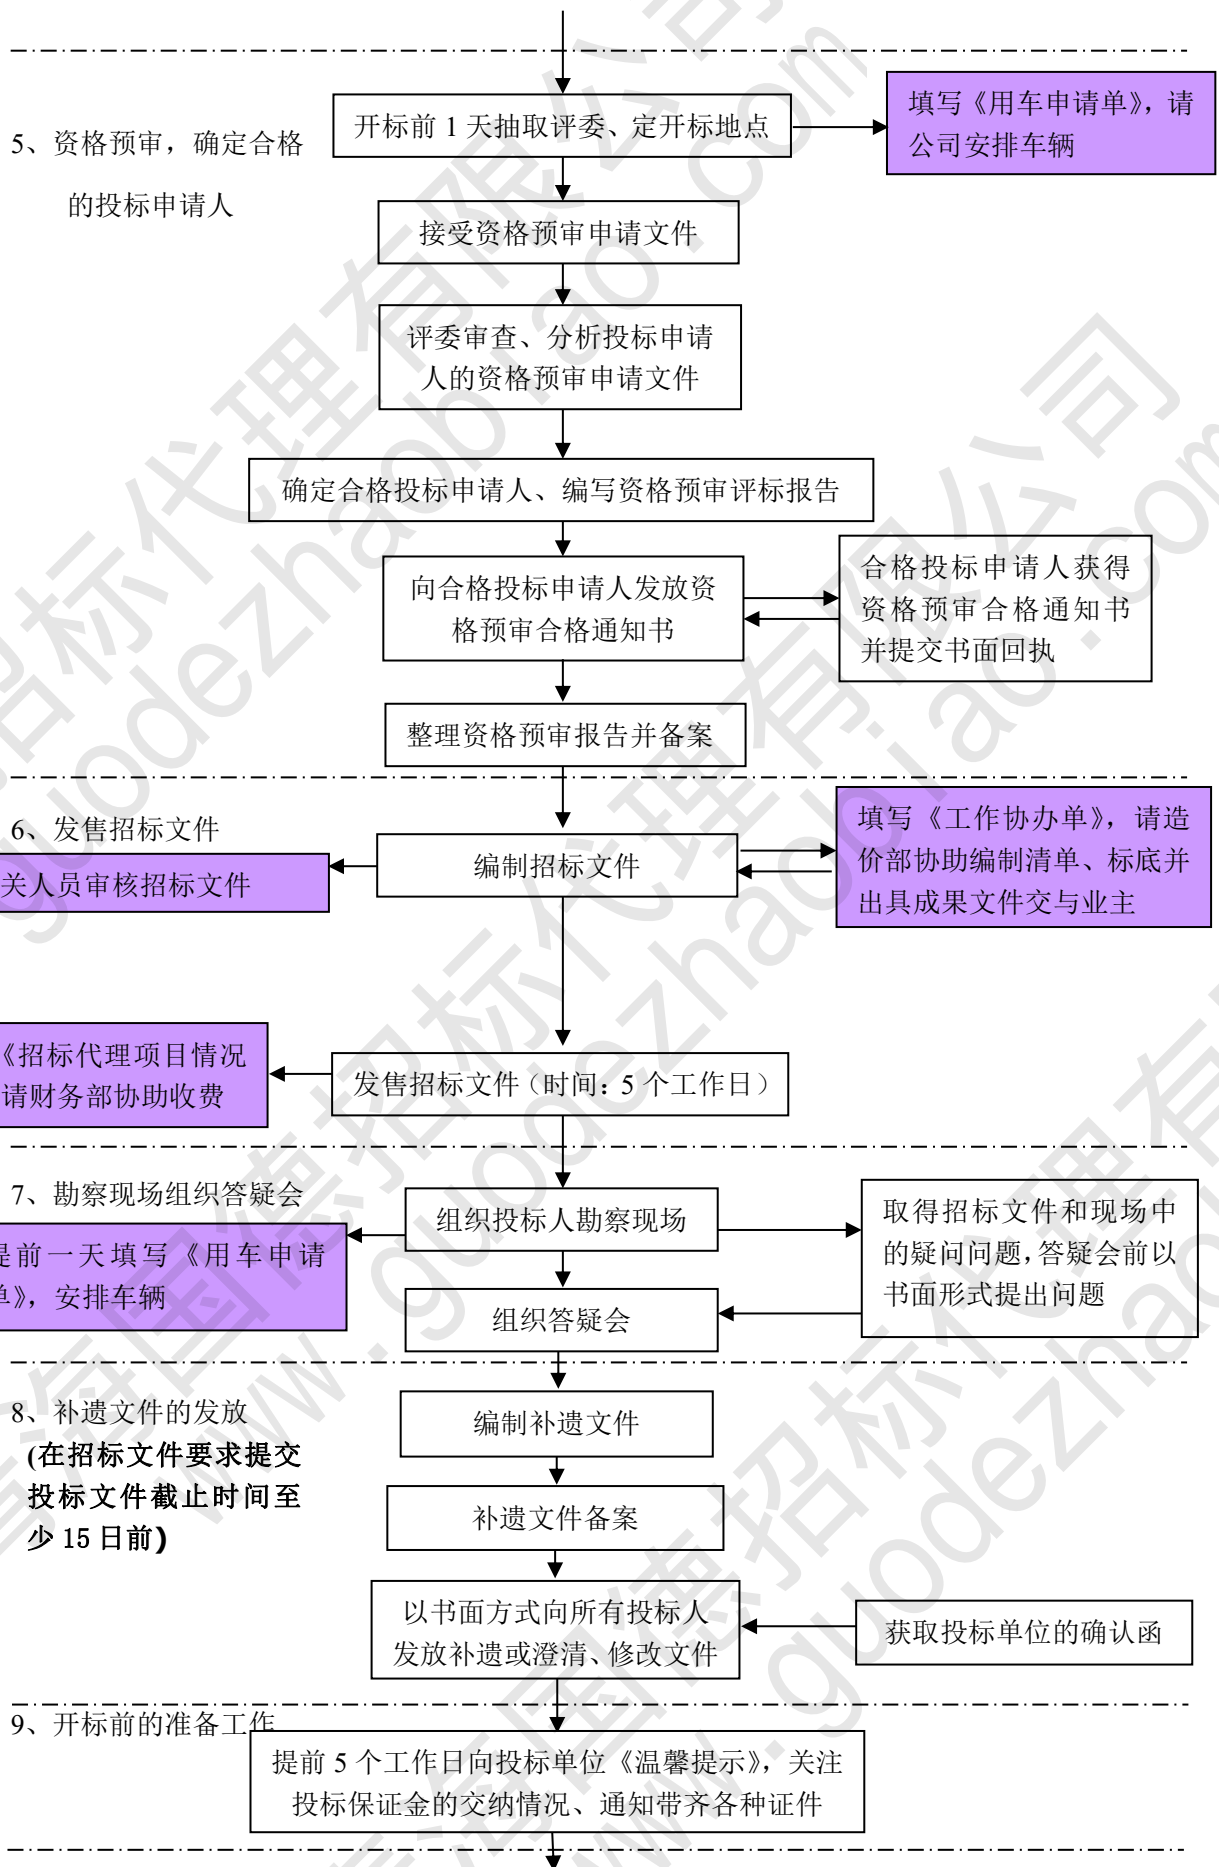 5、资格预审，确定合格
的投标申请人
开标前 1 天抽取评委、定开标地点
填写《用车申请单》，请
公司安排车辆
接受资格预审申请文件
评委审查、分析投标申请
人的资格预审申请文件
确定合格投标申请人、编写资格预审评标报告
向合格投标申请人发放资
格预审合格通知书
合格投标申请人获得
资格预审合格通知书
并提交书面回执
整理资格预审报告并备案
6、发售招标文件
关人员审核招标文件
编制招标文件
填写《工作协办单》，请造
价部协助编制清单、标底并
出具成果文件交与业主
《招标代理项目情况
请财务部协助收费
发售招标文件（时间：5 个工作日）
7、勘察现场组织答疑会
提前一天填写《用车申请
单》，安排车辆
组织投标人勘察现场
取得招标文件和现场中
的疑问问题，答疑会前以
书面形式提出问题
组织答疑会
8、补遗文件的发放
(在招标文件要求提交
投标文件截止时间至
少 15 日前)
编制补遗文件
补遗文件备案
以书面方式向所有投标人
发放补遗或澄清、修改文件
获取投标单位的确认函
9、开标前的准备工作
提前 5 个工作日向投标单位《温馨提示》，关注
投标保证金的交纳情况、通知带齐各种证件
青海国德招标代理有限公司
www.guodezhaobiao.com